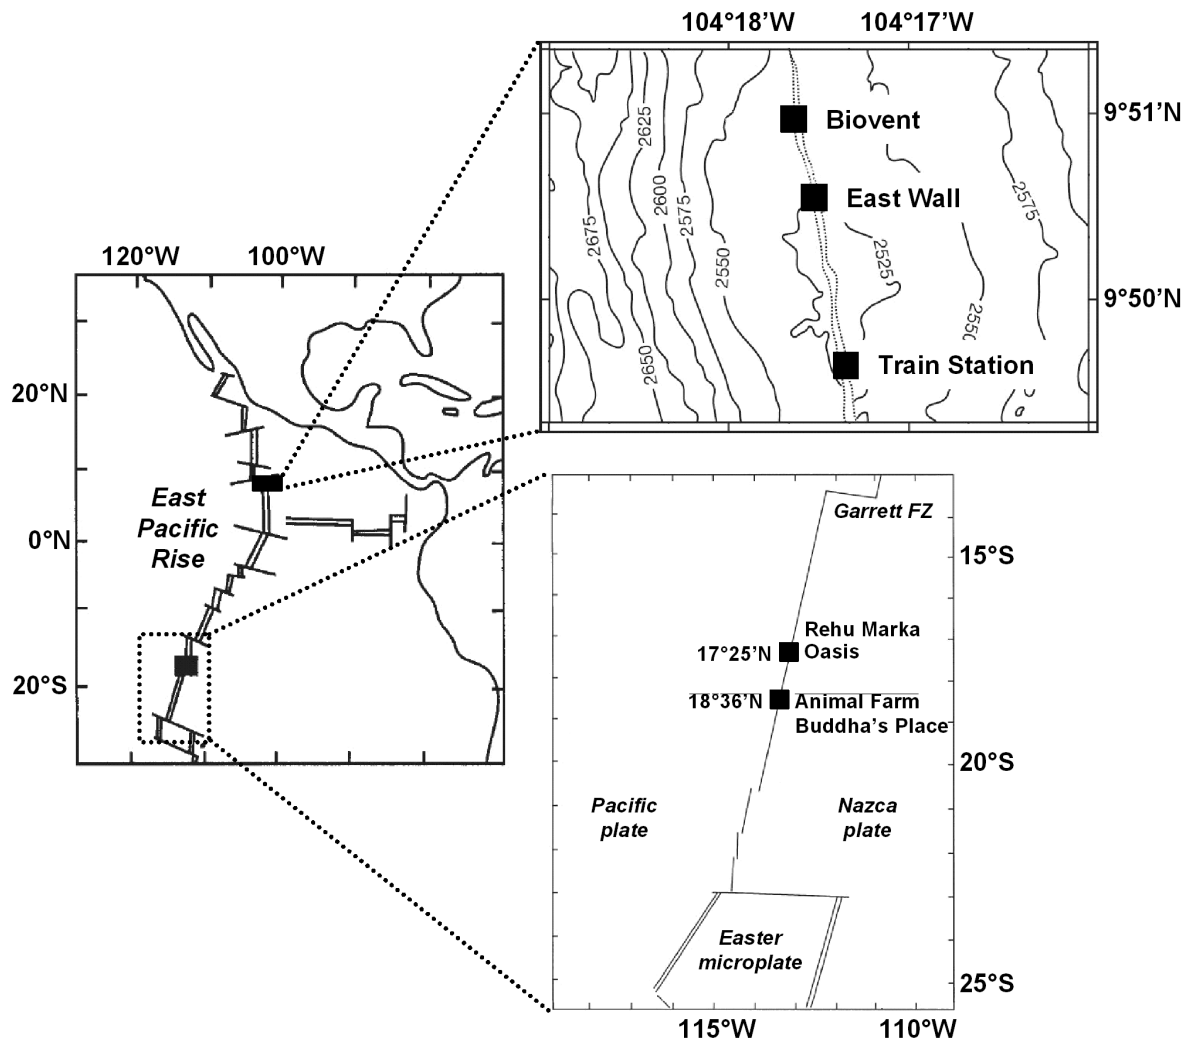 104°18’W 104°17’W
2625
Biovent
9°51’N
2600
2575
East Wall
2575
2675
2550
2525
120°W 100°W
9°50’N
2550
2650
Train Station
20°N
East
Pacific
Rise
0°N
20°S
Garrett FZ
15°S
Rehu Marka
17°25’N Oasis
18°36’N Animal Farm
Buddha’s Place
20°S
Pacific
plate
Nazca
plate
Easter
microplate
25°S
115°W 110°W